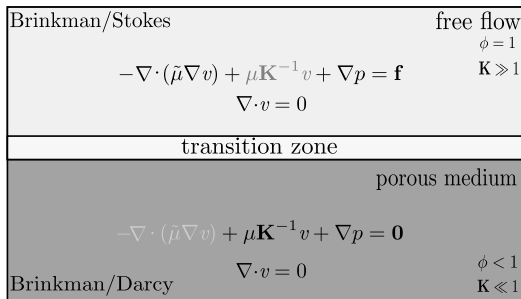 Brinkman/Stokes free flow
ϕ = 1
−∇·(μ̃∇v) + μK⁻¹v + ∇p = f
K ≫ 1
∇·v = 0
transition zone
porous medium
−∇·(μ̃∇v) + μK⁻¹v + ∇p = 0
∇·v = 0
ϕ < 1
Brinkman/Darcy
K ≪ 1